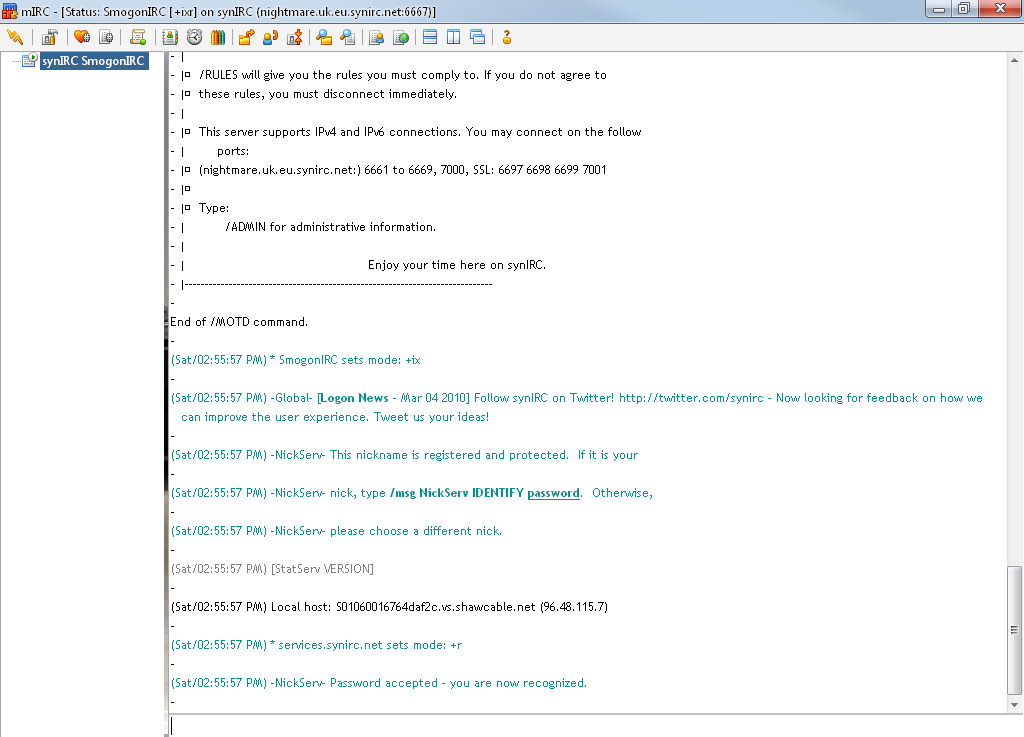 mIRC - [Status: SmogonIRC [+ixr] on synIRC (nightmare.uk.eu.synirc.net:6667)]
synIRC SmogonIRC
- |
- |¤ /RULES will give you the rules you must comply to. If you do not agree to
- |¤ these rules, you must disconnect immediately.
- |
- |¤ This server supports IPv4 and IPv6 connections. You may connect on the follow
- | ports:
- |¤ (nightmare.uk.eu.synirc.net:) 6661 to 6669, 7000, SSL: 6697 6698 6699 7001
- |¤
- |¤ Type:
- | /ADMIN for administrative information.
- |
- | Enjoy your time here on synIRC.
- |-----------------------------------------------------------------------------
-
End of /MOTD command.
-
(Sat/02:55:57 PM) * SmogonIRC sets mode: +ix
-
(Sat/02:55:57 PM) -Global- [Logon News - Mar 04 2010] Follow synIRC on Twitter! http://twitter.com/synirc - Now looking for feedback on how we
can improve the user experience. Tweet us your ideas!
-
(Sat/02:55:57 PM) -NickServ- This nickname is registered and protected.  If it is your
-
(Sat/02:55:57 PM) -NickServ- nick, type /msg NickServ IDENTIFY password.  Otherwise,
-
(Sat/02:55:57 PM) -NickServ- please choose a different nick.
-
(Sat/02:55:57 PM) [StatServ VERSION]
-
(Sat/02:55:57 PM) Local host: S01060016764daf2c.vs.shawcable.net (96.48.115.7)
-
(Sat/02:55:57 PM) * services.synirc.net sets mode: +r
-
(Sat/02:55:57 PM) -NickServ- Password accepted - you are now recognized.
-